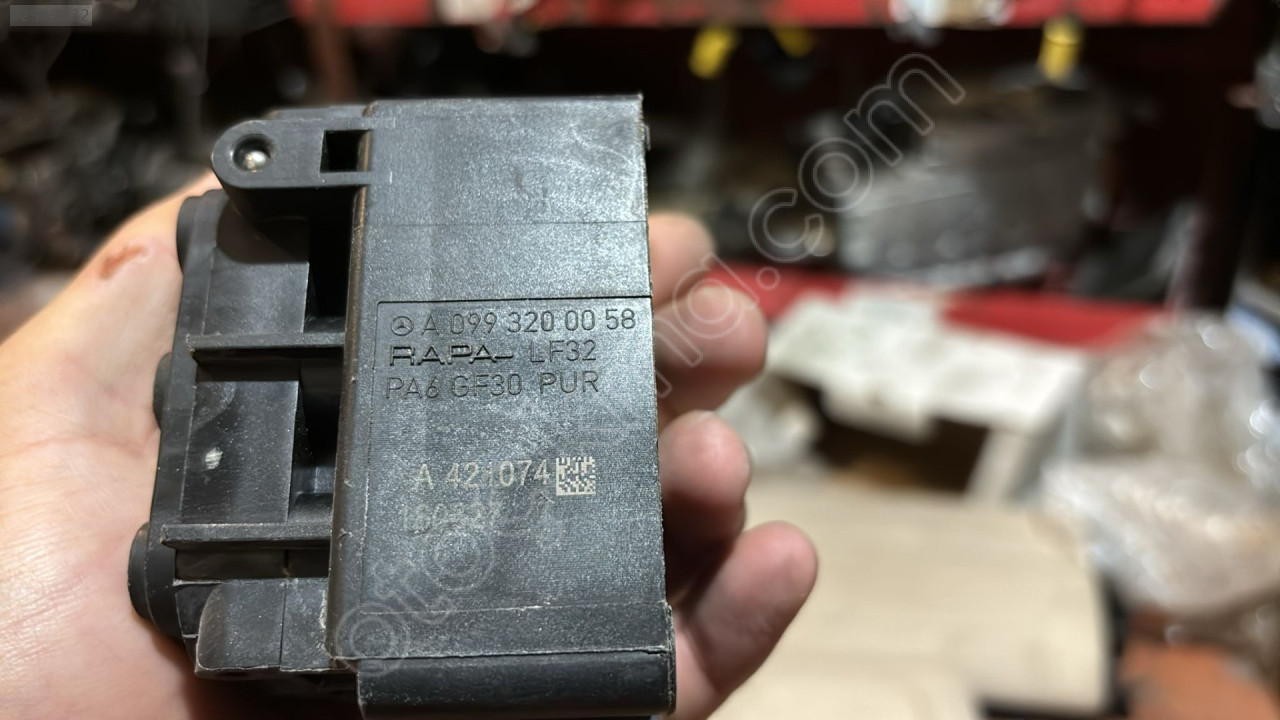 A 099 320 00 58
RAPA LF32
PA6 GF30 PUR
A 421074